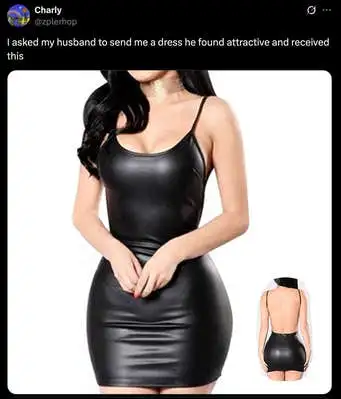 Charly
@zplerhop
I asked my husband to send me a dress he found attractive and received
this